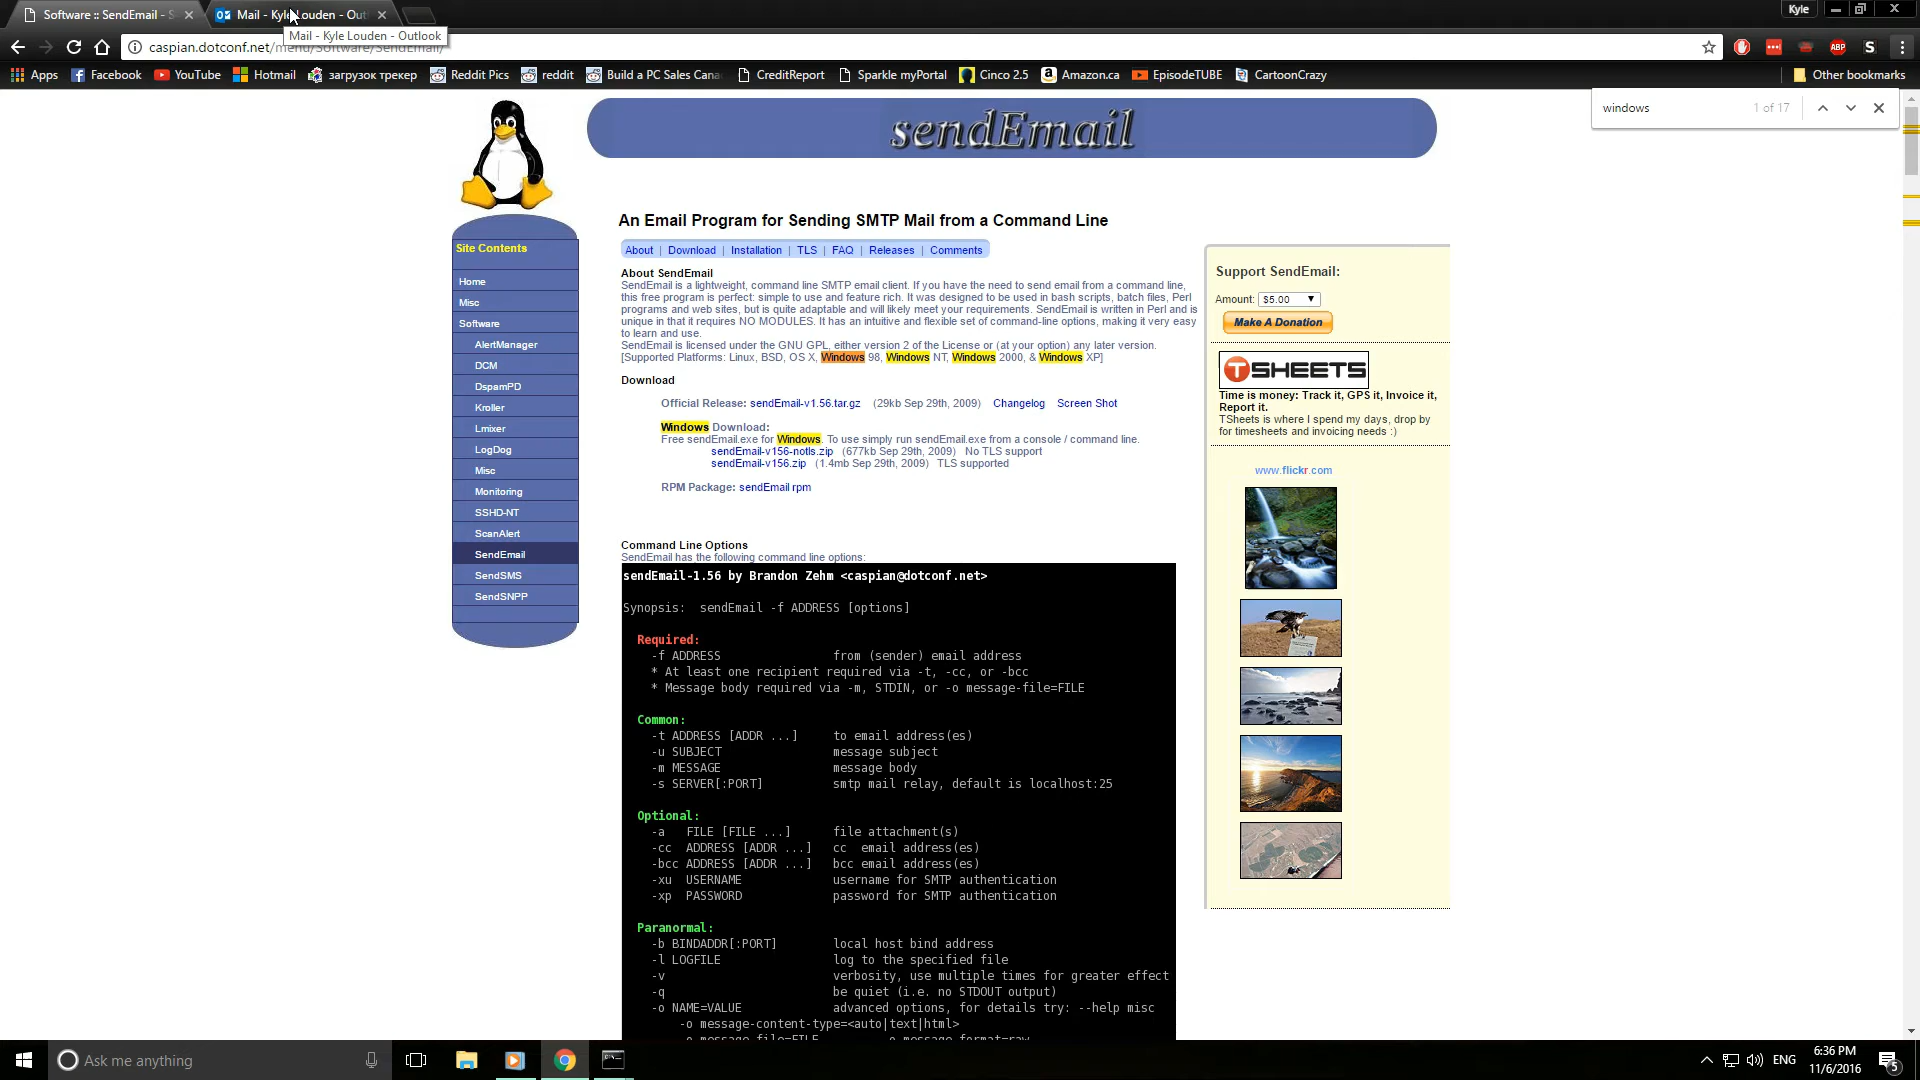 Software :: SendEmail - S
Mail - Kyle Louden - Out
Kyle
Mail - Kyle Louden - Outlook
caspian.dotconf.net/menu/Software/SendEmail/
Apps
Facebook
YouTube
Hotmail
загрузок трекер
Reddit Pics
reddit
Build a PC Sales Cana
CreditReport
Sparkle myPortal
Cinco 2.5
Amazon.ca
EpisodeTUBE
CartoonCrazy
Other bookmarks
windows 1 of 17
sendEmail
An Email Program for Sending SMTP Mail from a Command Line
About | Download | Installation | TLS | FAQ | Releases | Comments
Site Contents
Home
Misc
Software
AlertManager
DCM
DspamPD
Kroller
Lmixer
LogDog
Misc
Monitoring
SSHD-NT
ScanAlert
SendEmail
SendSMS
SendSNPP
About SendEmail
SendEmail is a lightweight, command line SMTP email client. If you have the need to send email from a command line,
this free program is perfect: simple to use and feature rich. It was designed to be used in bash scripts, batch files, Perl
programs and web sites, but is quite adaptable and will likely meet your requirements. SendEmail is written in Perl and is
unique in that it requires NO MODULES. It has an intuitive and flexible set of command-line options, making it very easy
to learn and use.
SendEmail is licensed under the GNU GPL, either version 2 of the License or (at your option) any later version.
[Supported Platforms: Linux, BSD, OS X, Windows 98, Windows NT, Windows 2000, & Windows XP]
Download
Official Release: sendEmail-v1.56.tar.gz (29kb Sep 29th, 2009) Changelog Screen Shot
Windows Download:
Free sendEmail.exe for Windows. To use simply run sendEmail.exe from a console / command line.
sendEmail-v156-notls.zip (677kb Sep 29th, 2009) No TLS support
sendEmail-v156.zip (1.4mb Sep 29th, 2009) TLS supported
RPM Package: sendEmail rpm
Command Line Options
SendEmail has the following command line options:
sendEmail-1.56 by Brandon Zehm <caspian@dotconf.net>
Synopsis: sendEmail -f ADDRESS [options]
Required:
-f ADDRESS from (sender) email address
* At least one recipient required via -t, -cc, or -bcc
* Message body required via -m, STDIN, or -o message-file=FILE
Common:
-t ADDRESS [ADDR ...] to email address(es)
-u SUBJECT message subject
-m MESSAGE message body
-s SERVER[:PORT] smtp mail relay, default is localhost:25
Optional:
-a FILE [FILE ...] file attachment(s)
-cc ADDRESS [ADDR ...] cc email address(es)
-bcc ADDRESS [ADDR ...] bcc email address(es)
-xu USERNAME username for SMTP authentication
-xp PASSWORD password for SMTP authentication
Paranormal:
-b BINDADDR[:PORT] local host bind address
-l LOGFILE log to the specified file
-v verbosity, use multiple times for greater effect
-q be quiet (i.e. no STDOUT output)
-o NAME=VALUE advanced options, for details try: --help misc
-o message-content-type=<auto|text|html>
-o message-file=FILE -o message-format=raw
Support SendEmail:
Amount: $5.00
Make A Donation
TSHEETS
Time is money: Track it, GPS it, Invoice it,
Report it.
TSheets is where I spend my days, drop by
for timesheets and invoicing needs :)
www.flickr.com
Ask me anything
ENG
6:36 PM
11/6/2016
5
ABP
S